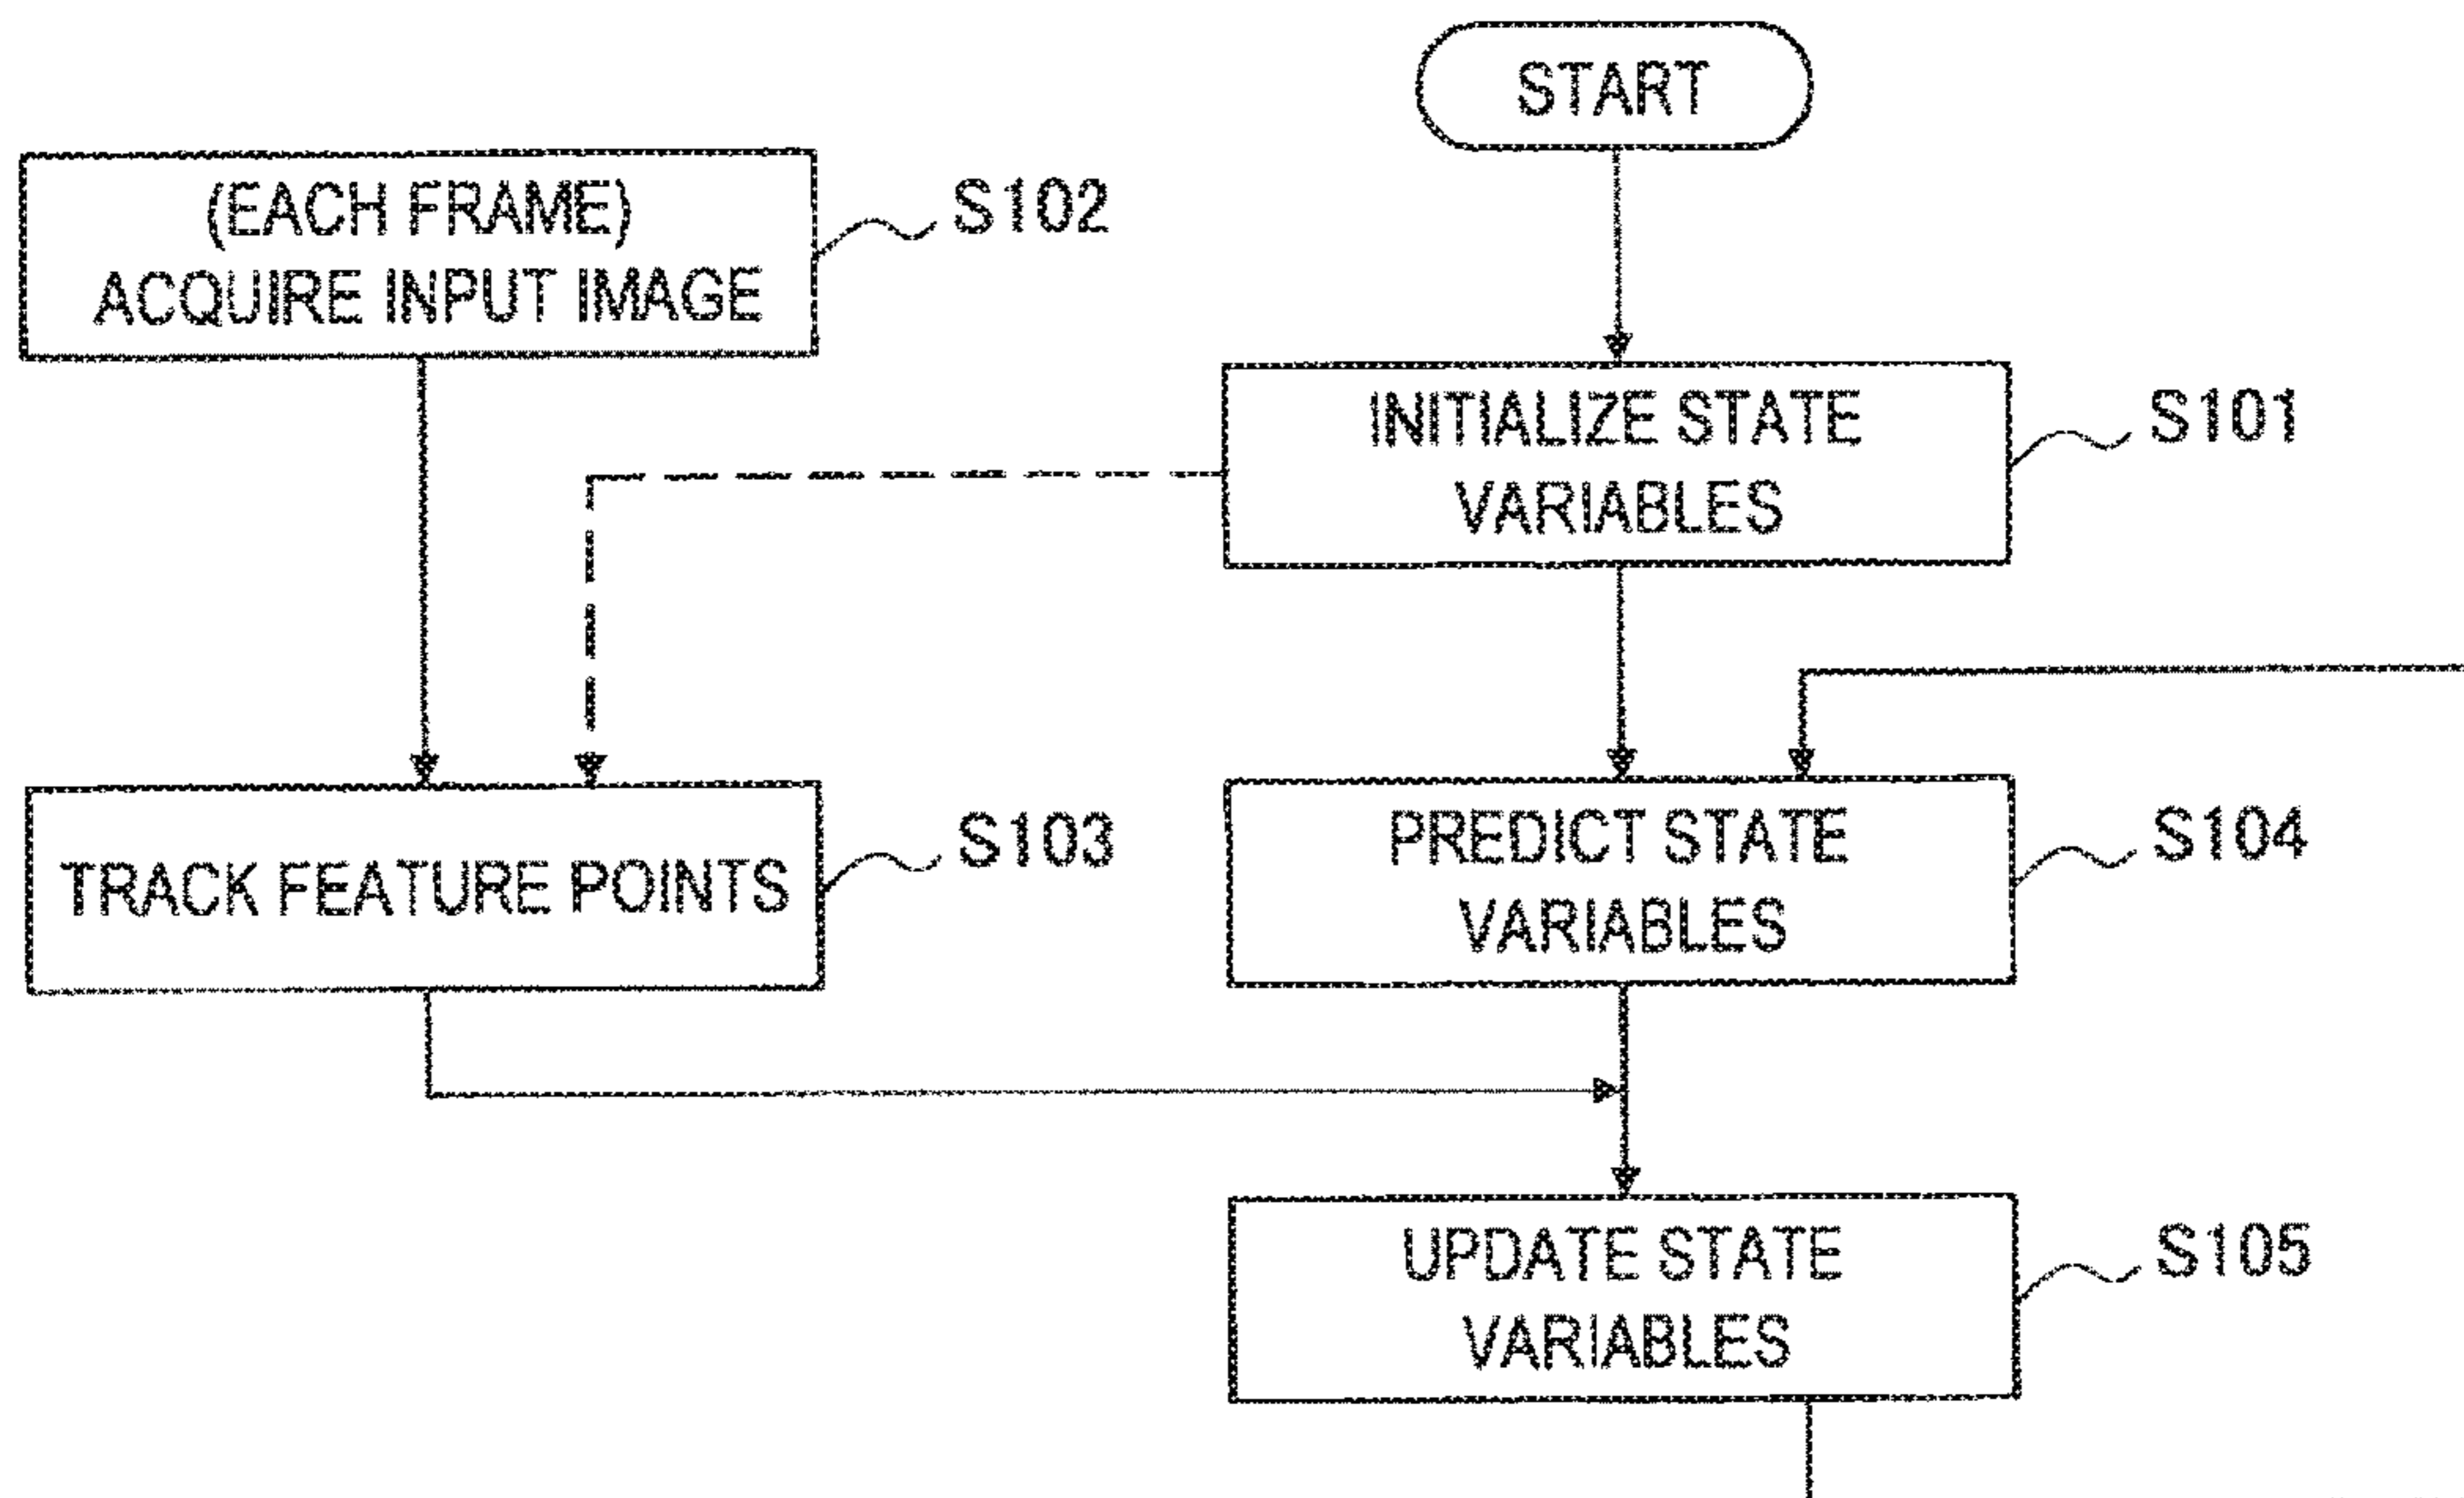 START
(EACH FRAME)
ACQUIRE INPUT IMAGE
S102
INITIALIZE STATE
VARIABLES
S101
TRACK FEATURE POINTS
S103
PREDICT STATE
VARIABLES
S104
UPDATE STATE
VARIABLES
S105